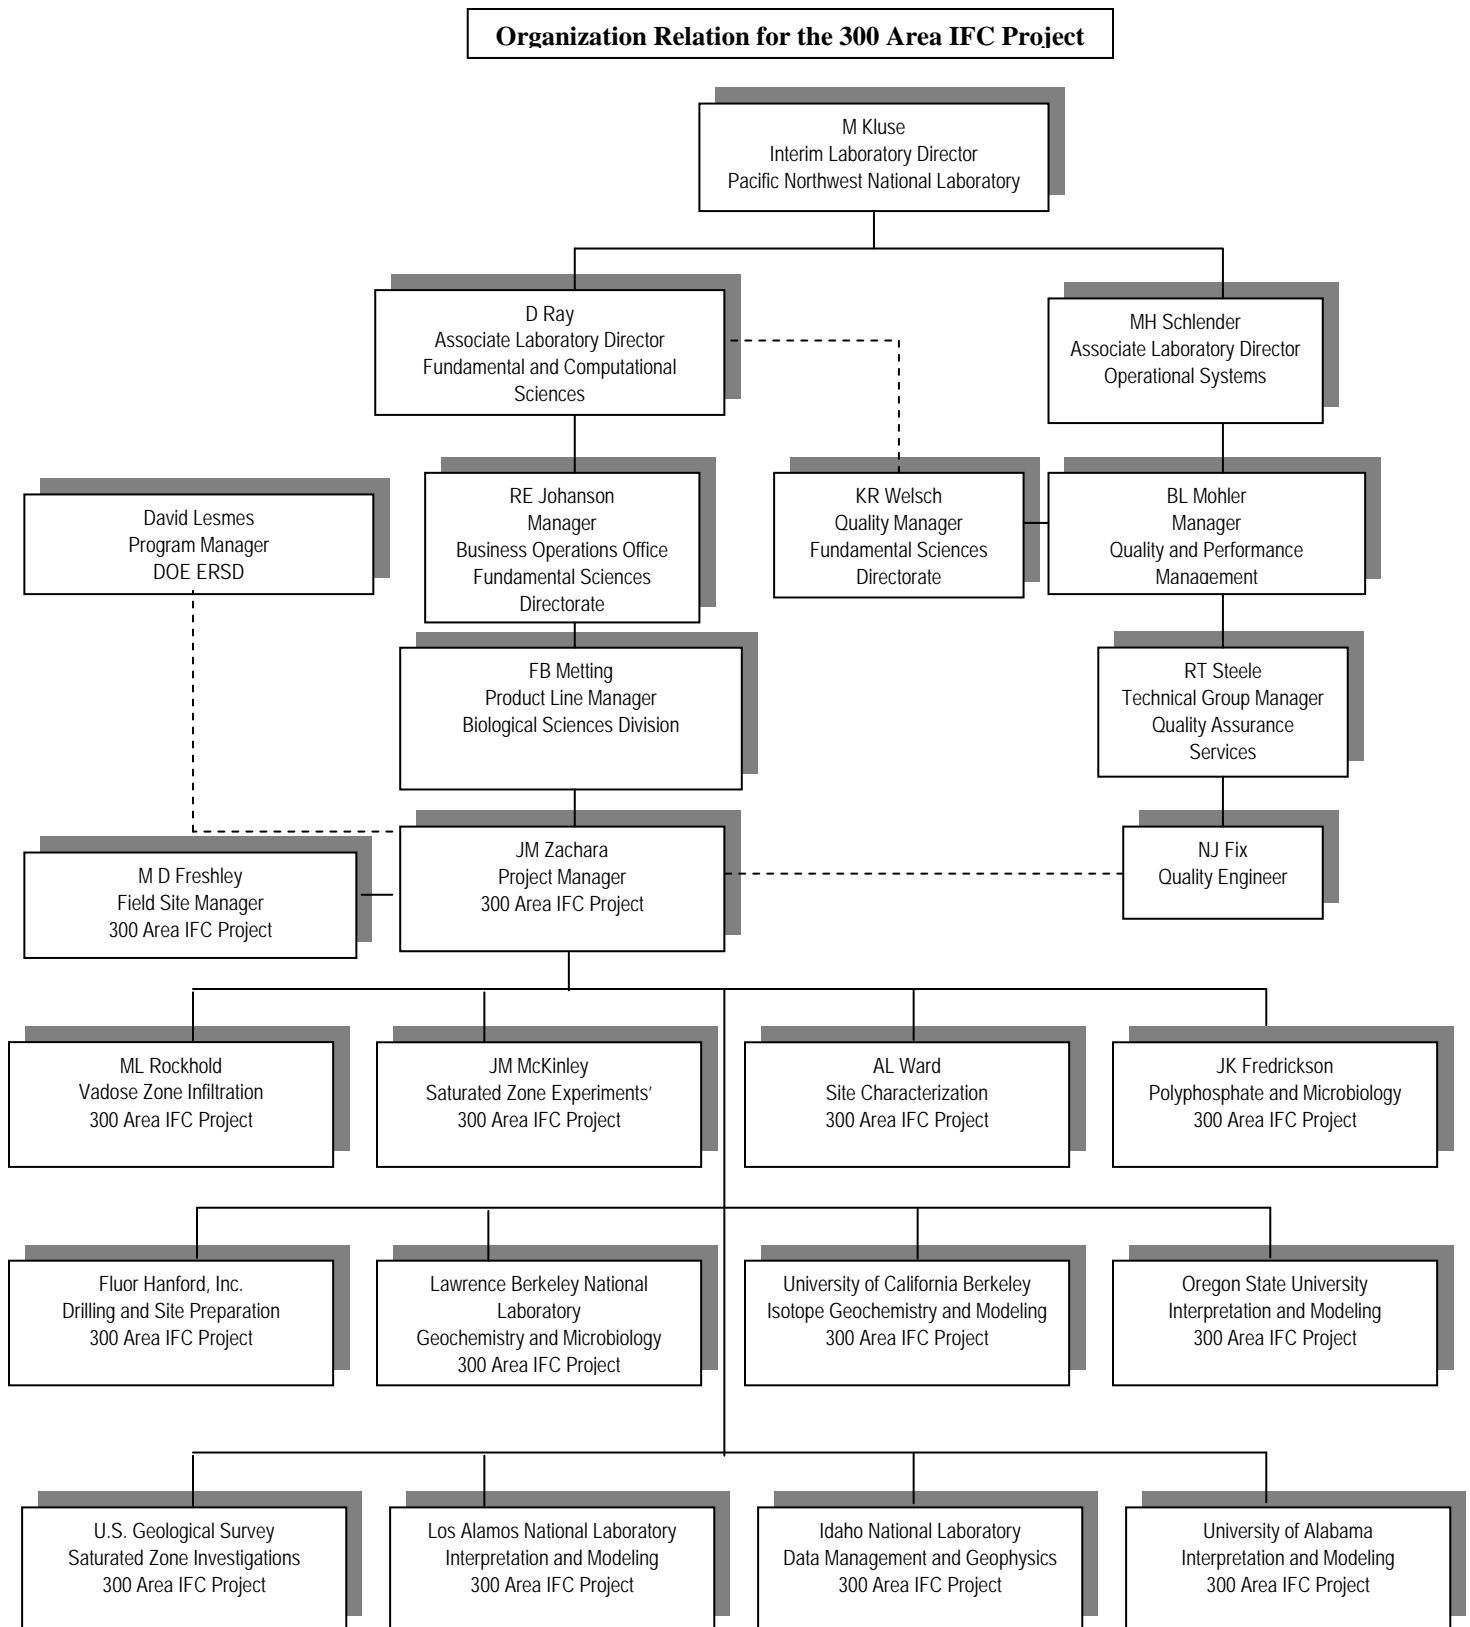 Organization Relation for the 300 Area IFC Project
M Kluse
Interim Laboratory Director
Pacific Northwest National Laboratory
D Ray
Associate Laboratory Director
Fundamental and Computational
Sciences
MH Schlender
Associate Laboratory Director
Operational Systems
David Lesmes
Program Manager
DOE ERSD
RE Johanson
Manager
Business Operations Office
Fundamental Sciences
Directorate
KR Welsch
Quality Manager
Fundamental Sciences
Directorate
BL Mohler
Manager
Quality and Performance
Management
FB Metting
Product Line Manager
Biological Sciences Division
RT Steele
Technical Group Manager
Quality Assurance
Services
M D Freshley
Field Site Manager
300 Area IFC Project
JM Zachara
Project Manager
300 Area IFC Project
NJ Fix
Quality Engineer
ML Rockhold
Vadose Zone Infiltration
300 Area IFC Project
JM McKinley
Saturated Zone Experiments’
300 Area IFC Project
AL Ward
Site Characterization
300 Area IFC Project
JK Fredrickson
Polyphosphate and Microbiology
300 Area IFC Project
Fluor Hanford, Inc.
Drilling and Site Preparation
300 Area IFC Project
Lawrence Berkeley National
Laboratory
Geochemistry and Microbiology
300 Area IFC Project
University of California Berkeley
Isotope Geochemistry and Modeling
300 Area IFC Project
Oregon State University
Interpretation and Modeling
300 Area IFC Project
U.S. Geological Survey
Saturated Zone Investigations
300 Area IFC Project
Los Alamos National Laboratory
Interpretation and Modeling
300 Area IFC Project
Idaho National Laboratory
Data Management and Geophysics
300 Area IFC Project
University of Alabama
Interpretation and Modeling
300 Area IFC Project